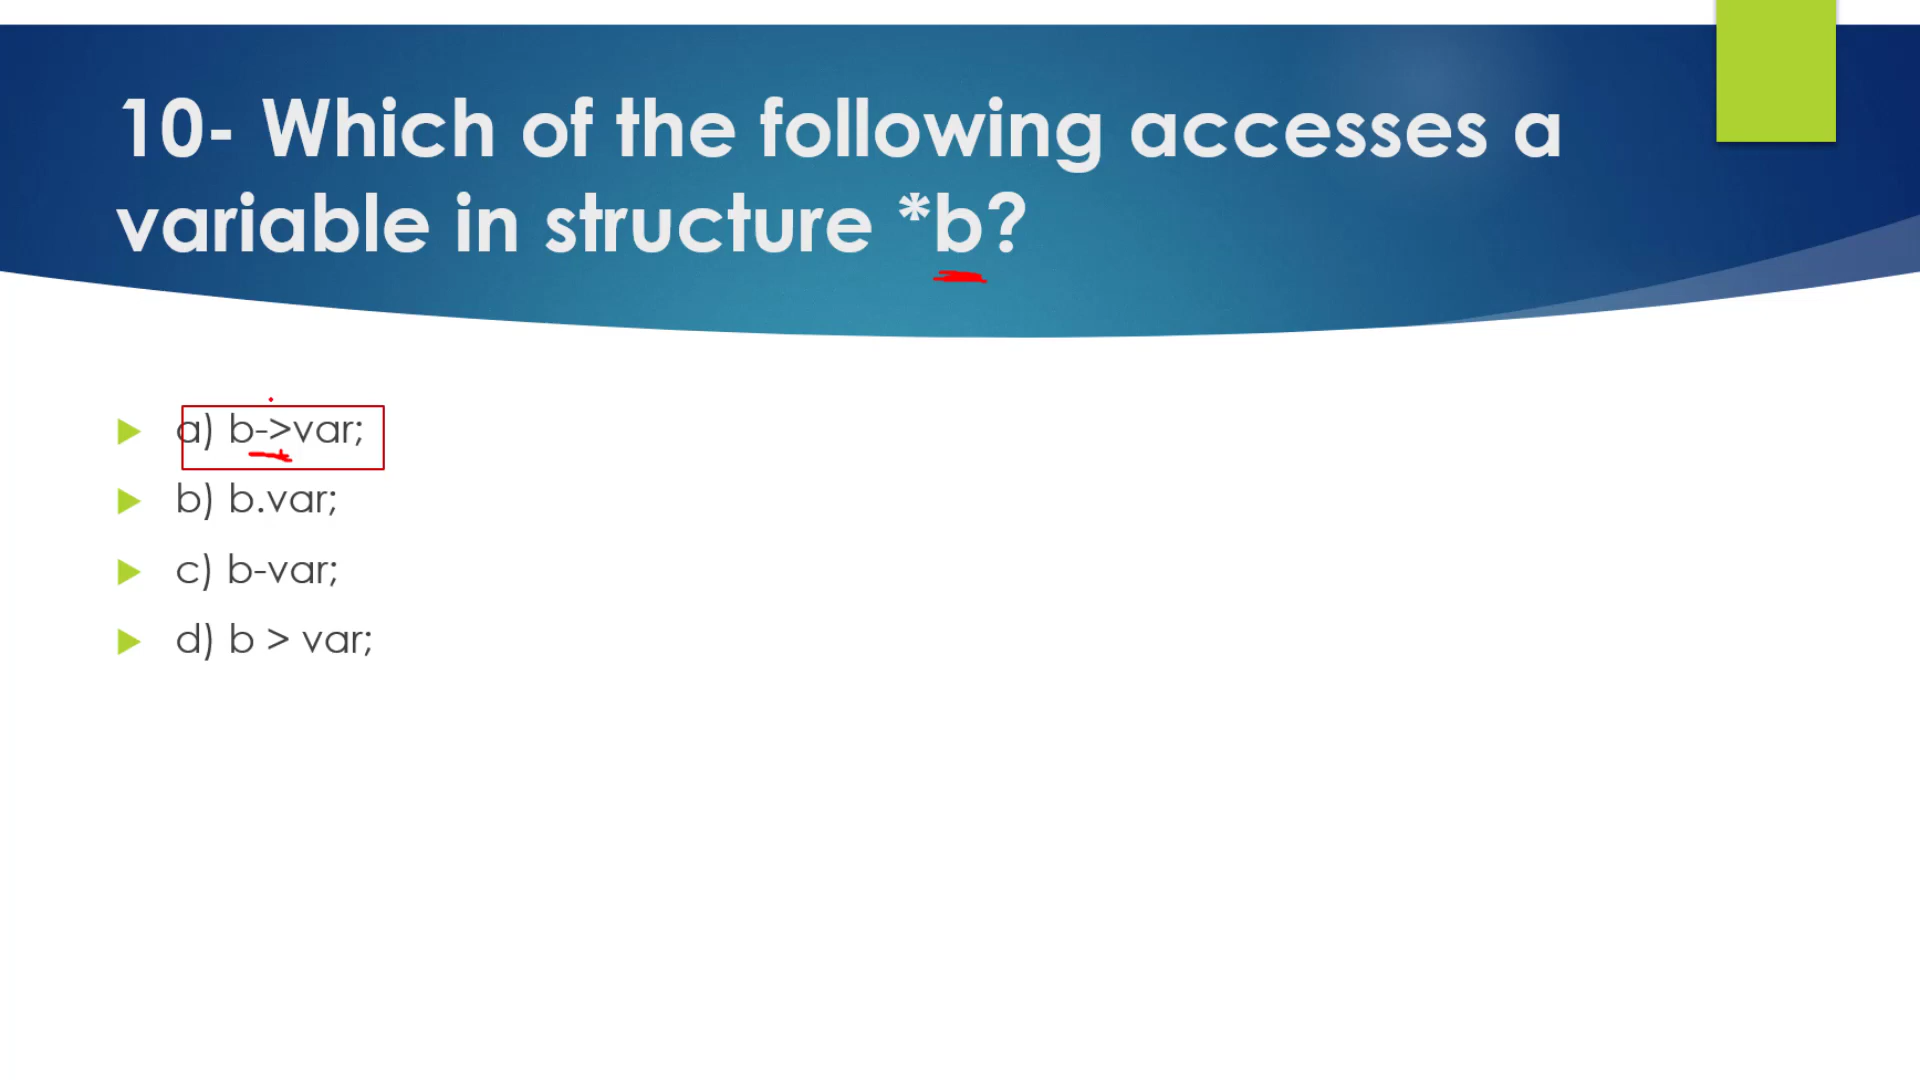 10- Which of the following accesses a
variable in structure *b?
a) b->var;
b) b.var;
c) b-var;
d) b > var;